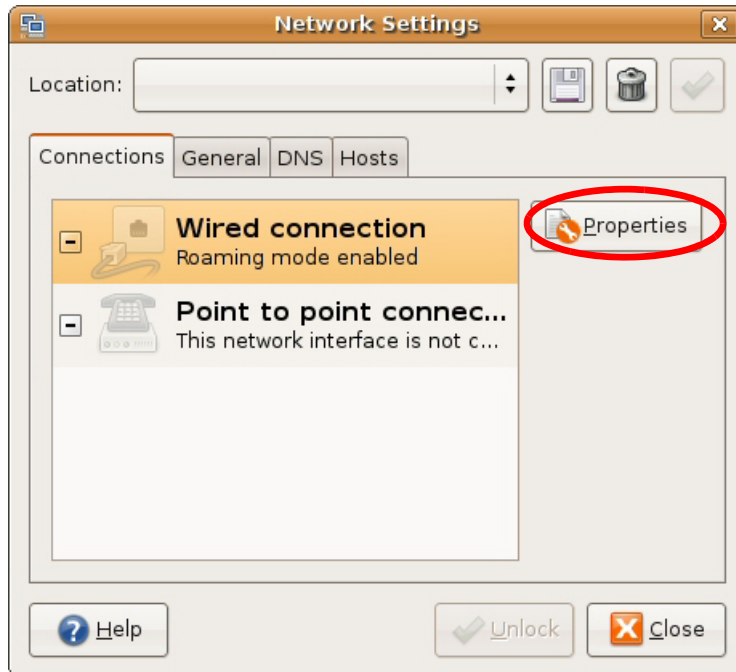 Network Settings
Location:
Connections General DNS Hosts
Wired connection
Roaming mode enabled
Properties
Point to point connec...
This network interface is not c...
Help Unlock Close